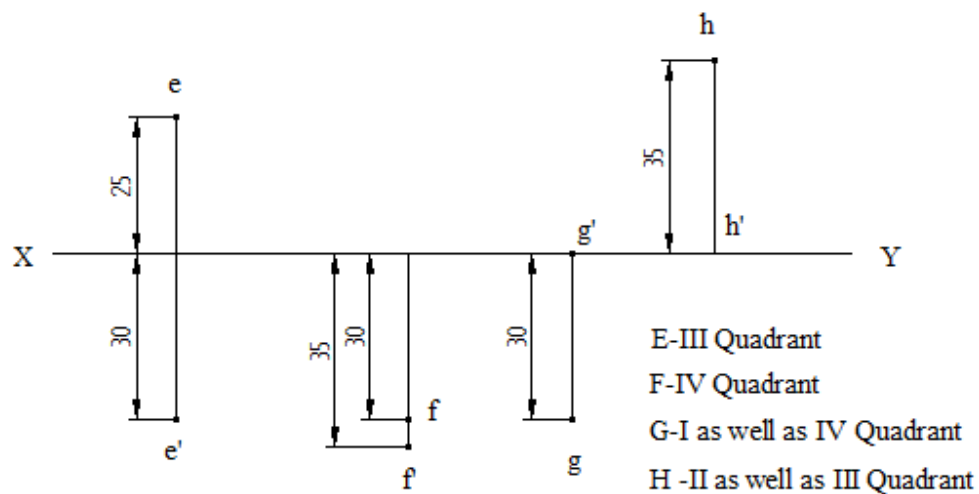 h
e
35
25
g'
h'
X
Y
30
35
30
30
E-III Quadrant
F-IV Quadrant
f
G-I as well as IV Quadrant
e'
f'
g
H -II as well as III Quadrant